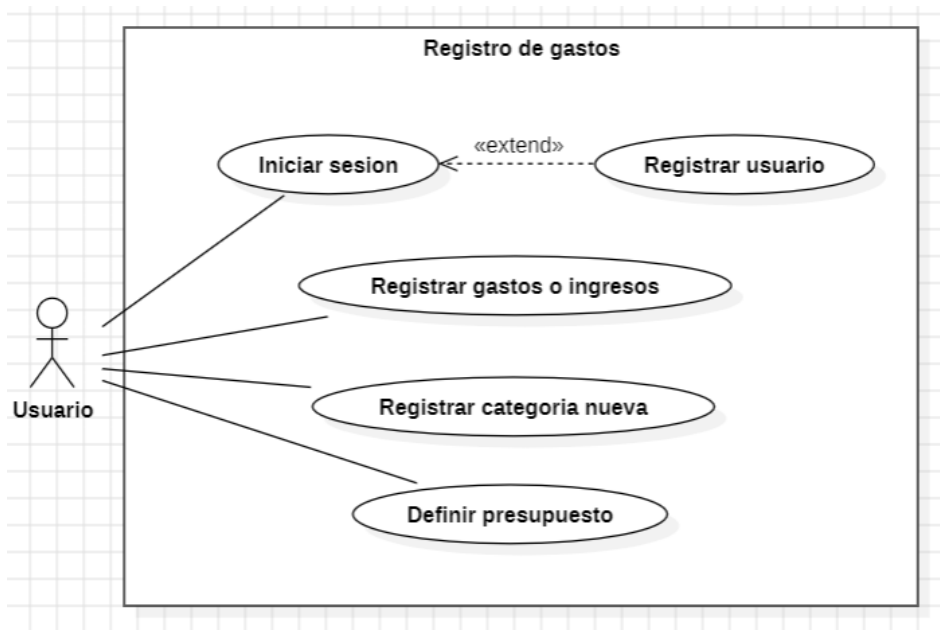 Registro de gastos
«extend»
Iniciar sesion
Registrar usuario
Registrar gastos o ingresos
Usuario
Registrar categoria nueva
Definir presupuesto